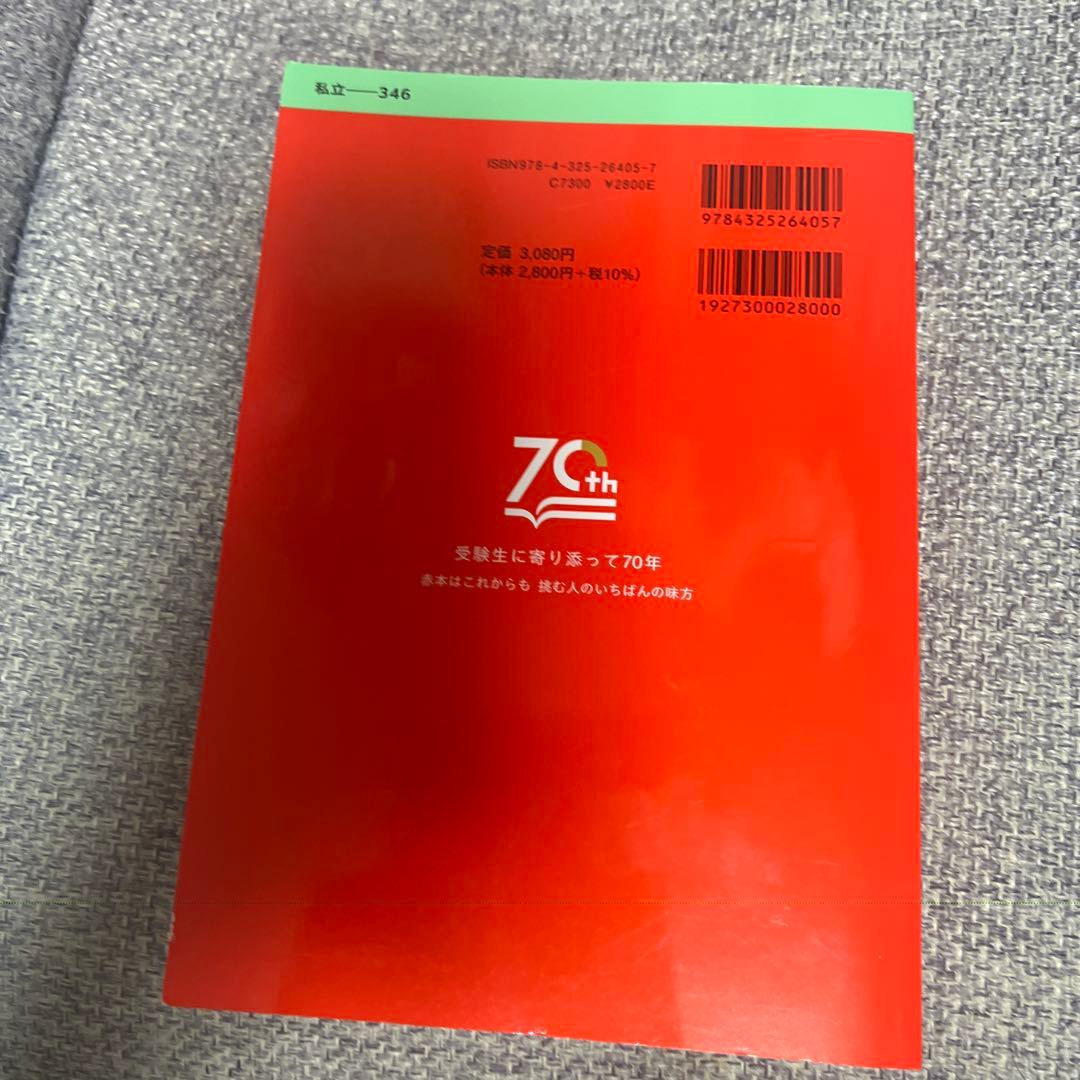 私立——346
ISBN978-4-325-26405-7
C7300 ¥2800E
9784325264057
定価 3,080円
(本体 2,800円+税10%)
1927300028000
70th
受験生に寄り添って70年
赤本はこれからも 挑む人のいちばんの味方